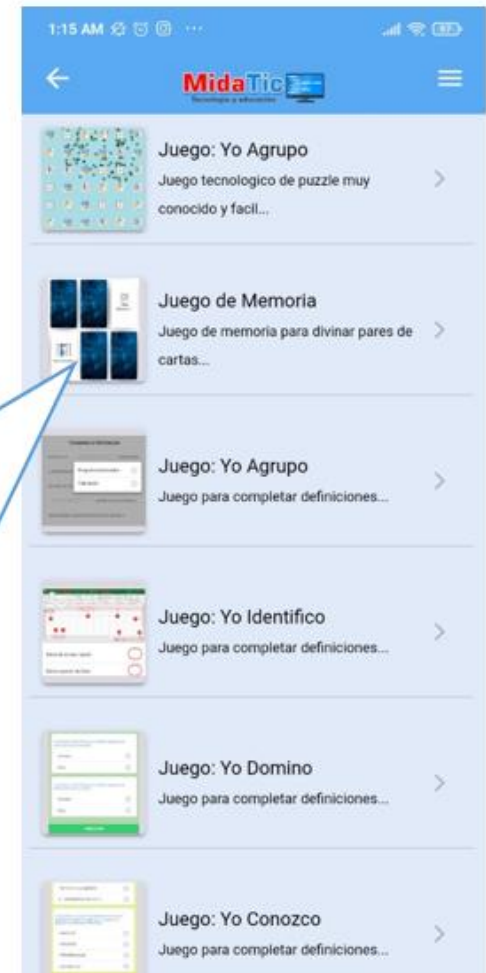 1:15 AM
MidaTic
Tecnología y educación
Juego: Yo Agrupo
Juego tecnologico de puzzle muy
conocido y facil...
Juego de Memoria
Juego de memoria para divinar pares de
cartas...
Juego: Yo Agrupo
Juego para completar definiciones...
Juego: Yo Identifico
Juego para completar definiciones...
Juego: Yo Domino
Juego para completar definiciones...
Juego: Yo Conozco
Juego para completar definiciones...